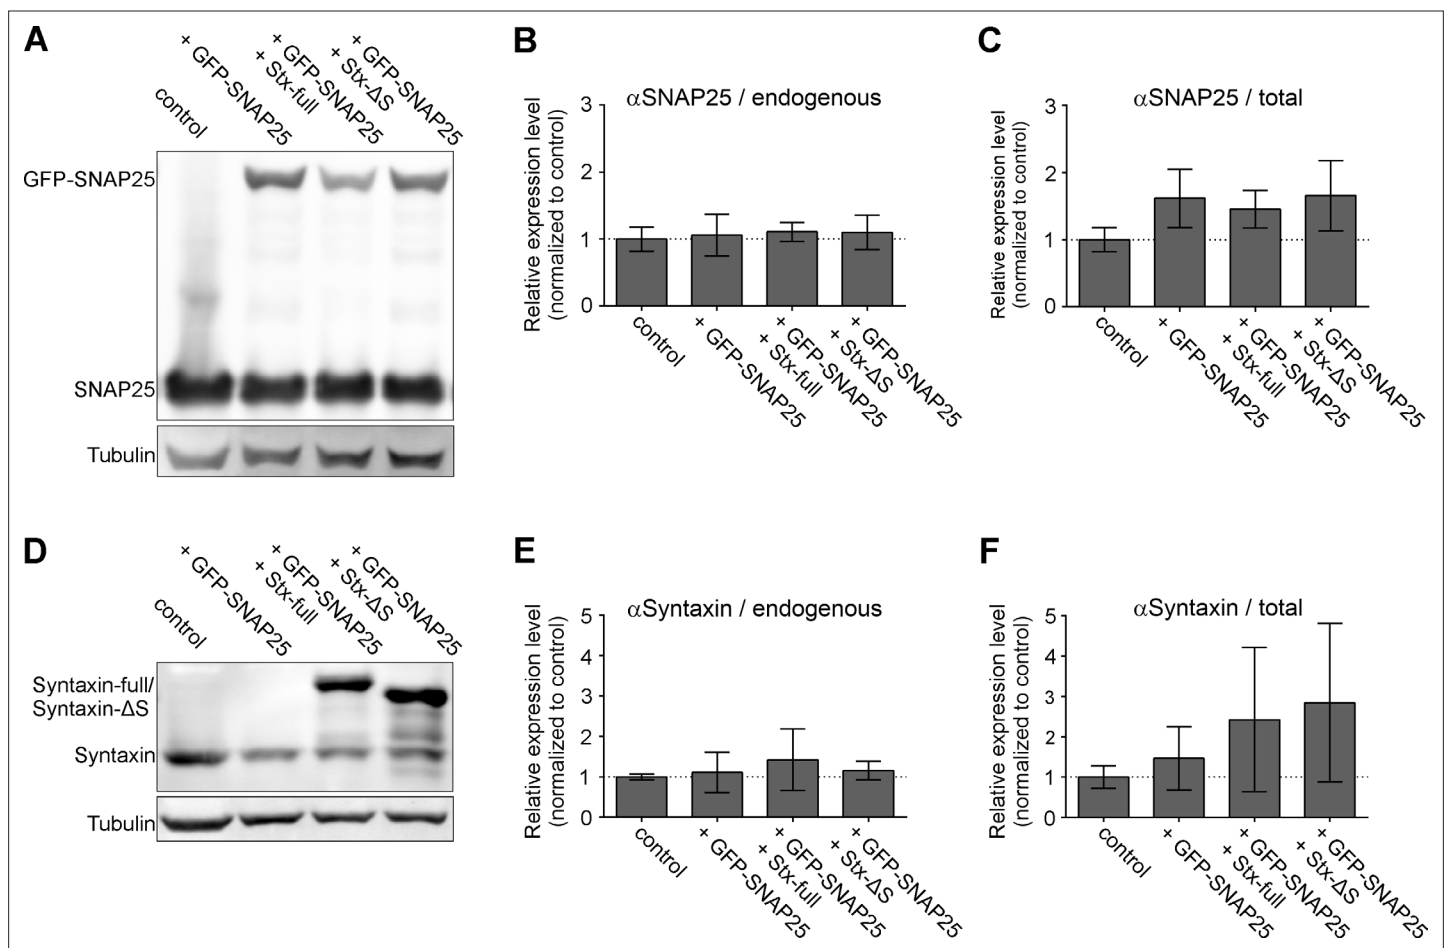 A
control
+ GFP-SNAP25
+ GFP-SNAP25
+ Stx-full
+ GFP-SNAP25
+ Stx-ΔS
GFP-SNAP25
SNAP25
Tubulin
B
αSNAP25 / endogenous
Relative expression level
(normalized to control)
3
2
1
0
control
+ GFP-SNAP25
+ GFP-SNAP25
+ Stx-full
+ GFP-SNAP25
+ Stx-ΔS
C
αSNAP25 / total
Relative expression level
(normalized to control)
3
2
1
0
control
+ GFP-SNAP25
+ GFP-SNAP25
+ Stx-full
+ GFP-SNAP25
+ Stx-ΔS
D
control
+ GFP-SNAP25
+ GFP-SNAP25
+ Stx-full
+ GFP-SNAP25
+ Stx-ΔS
Syntaxin-full/
Syntaxin-ΔS
Syntaxin
Tubulin
E
αSyntaxin / endogenous
Relative expression level
(normalized to control)
5
4
3
2
1
0
control
+ GFP-SNAP25
+ GFP-SNAP25
+ Stx-full
+ GFP-SNAP25
+ Stx-ΔS
F
αSyntaxin / total
Relative expression level
(normalized to control)
5
4
3
2
1
0
control
+ GFP-SNAP25
+ GFP-SNAP25
+ Stx-full
+ GFP-SNAP25
+ Stx-ΔS